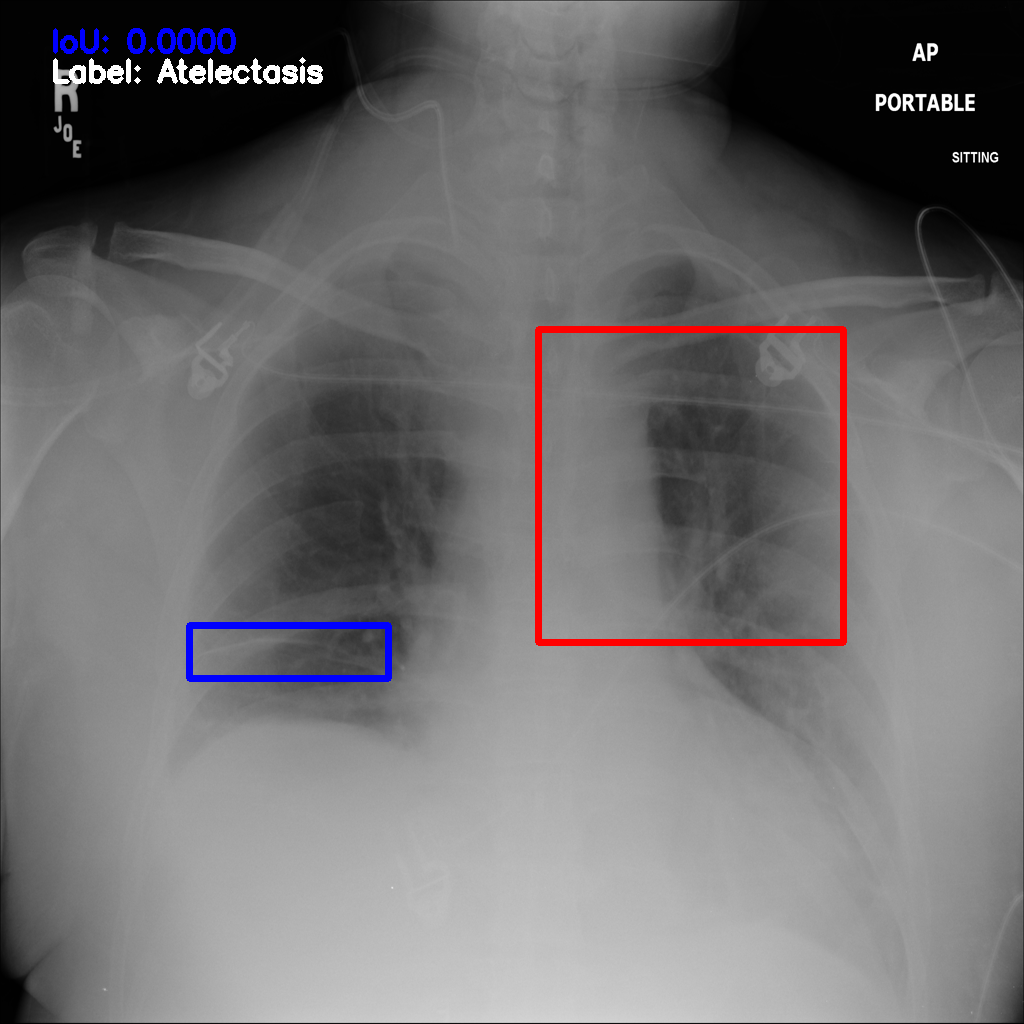 IoU: 0.0000
Label: Atelectasis
R
JOE
AP
PORTABLE
SITTING